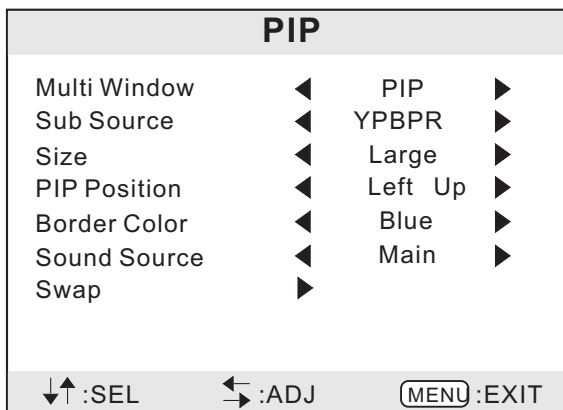 PIP
Multi Window ◀ PIP ▶
Sub Source ◀ YPBPR ▶
Size ◀ Large ▶
PIP Position ◀ Left Up ▶
Border Color ◀ Blue ▶
Sound Source ◀ Main ▶
Swap ▶
:SEL :ADJ MENU :EXIT